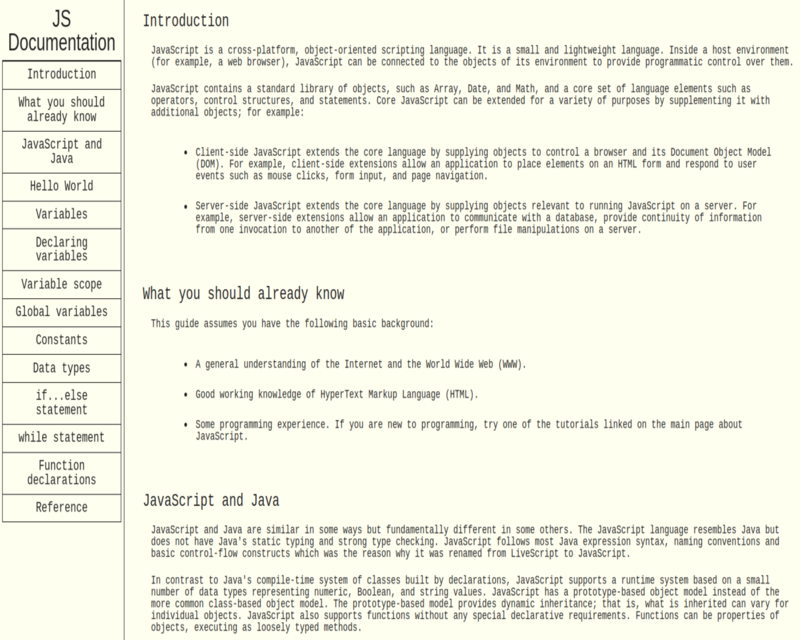 JS
Documentation
Introduction
What you should
already know
JavaScript and
Java
Hello World
Variables
Declaring
variables
Variable scope
Global variables
Constants
Data types
if...else
statement
while statement
Function
declarations
Reference
Introduction
JavaScript is a cross-platform, object-oriented scripting language. It is a small and lightweight language. Inside a host environment
(for example, a web browser), JavaScript can be connected to the objects of its environment to provide programmatic control over them.
JavaScript contains a standard library of objects, such as Array, Date, and Math, and a core set of language elements such as
operators, control structures, and statements. Core JavaScript can be extended for a variety of purposes by supplementing it with
additional objects; for example:
• Client-side JavaScript extends the core language by supplying objects to control a browser and its Document Object Model
(DOM). For example, client-side extensions allow an application to place elements on an HTML form and respond to user
events such as mouse clicks, form input, and page navigation.
• Server-side JavaScript extends the core language by supplying objects relevant to running JavaScript on a server. For
example, server-side extensions allow an application to communicate with a database, provide continuity of information
from one invocation to another of the application, or perform file manipulations on a server.
What you should already know
This guide assumes you have the following basic background:
• A general understanding of the Internet and the World Wide Web (WWW).
• Good working knowledge of HyperText Markup Language (HTML).
• Some programming experience. If you are new to programming, try one of the tutorials linked on the main page about
JavaScript.
JavaScript and Java
JavaScript and Java are similar in some ways but fundamentally different in some others. The JavaScript language resembles Java but
does not have Java's static typing and strong type checking. JavaScript follows most Java expression syntax, naming conventions and
basic control-flow constructs which was the reason why it was renamed from LiveScript to JavaScript.
In contrast to Java's compile-time system of classes built by declarations, JavaScript supports a runtime system based on a small
number of data types representing numeric, Boolean, and string values. JavaScript has a prototype-based object model instead of the
more common class-based object model. The prototype-based model provides dynamic inheritance; that is, what is inherited can vary for
individual objects. JavaScript also supports functions without any special declarative requirements. Functions can be properties of
objects, executing as loosely typed methods.